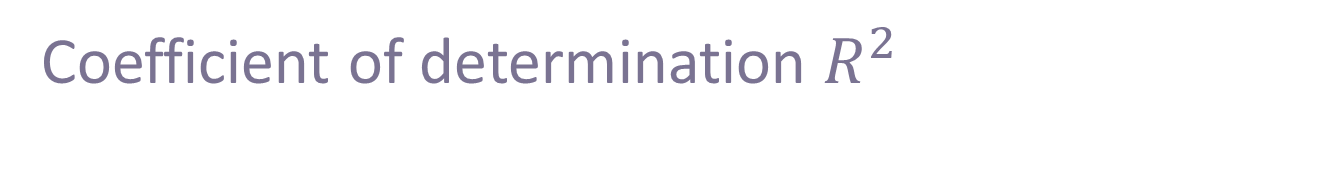 Coefficient of determination R²